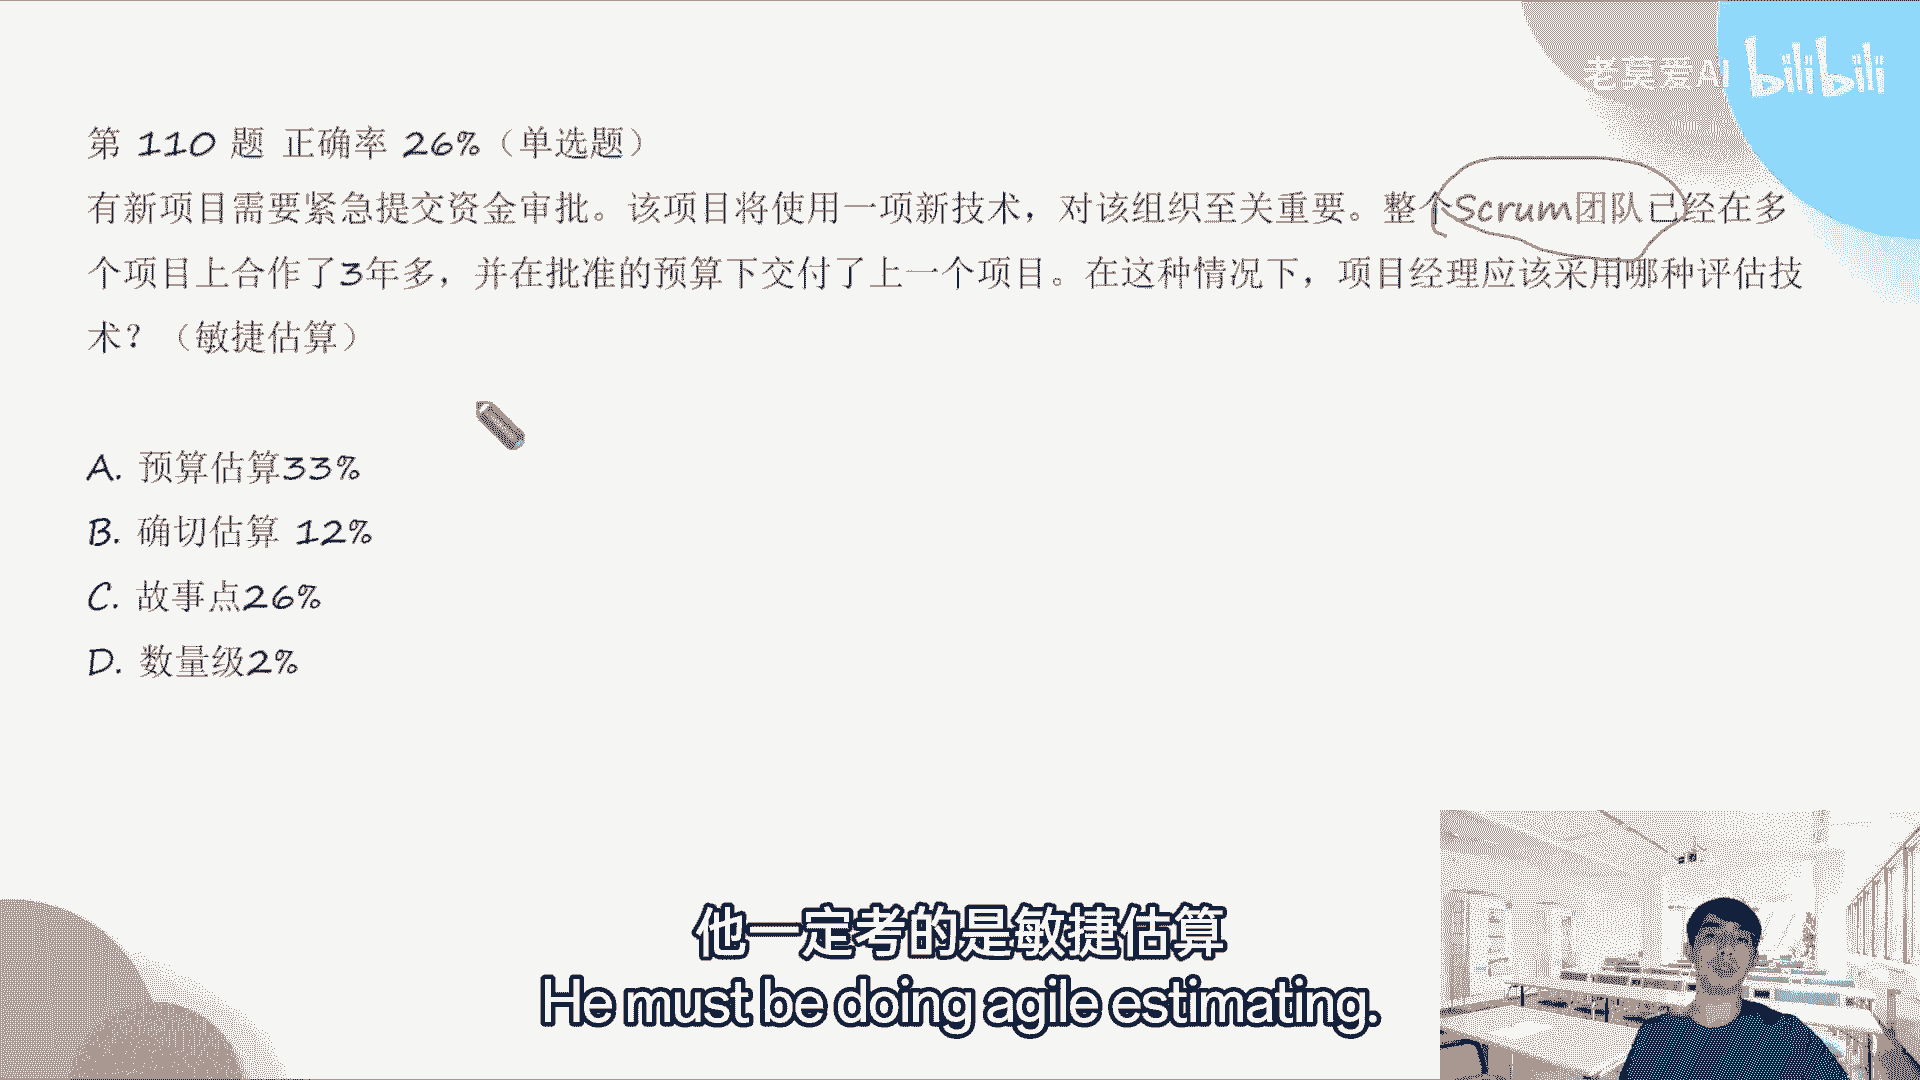 老莫爱AI bilibili
第 110 题 正确率 26%（单选题）
有新项目需要紧急提交资金审批。该项目将使用一项新技术，对该组织至关重要。整个Scrum团队已经在多
个项目上合作了3年多，并在批准的预算下交付了上一个项目。在这种情况下，项目经理应该采用哪种评估技
术？（敏捷估算）
A. 预算估算33%
B. 确切估算 12%
C. 故事点26%
D. 数量级2%
他一定考的是敏捷估算
He must be doing agile estimating.